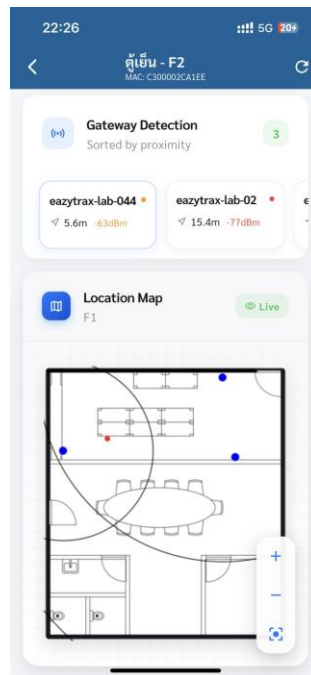 22:26
5G 20+
ตู้เย็น - F2
MAC: C300002CA1EE
Gateway Detection
Sorted by proximity
3
eazytrax-lab-044
5.6m -63dBm
eazytrax-lab-02
15.4m -77dBm
e
Location Map
F1
Live